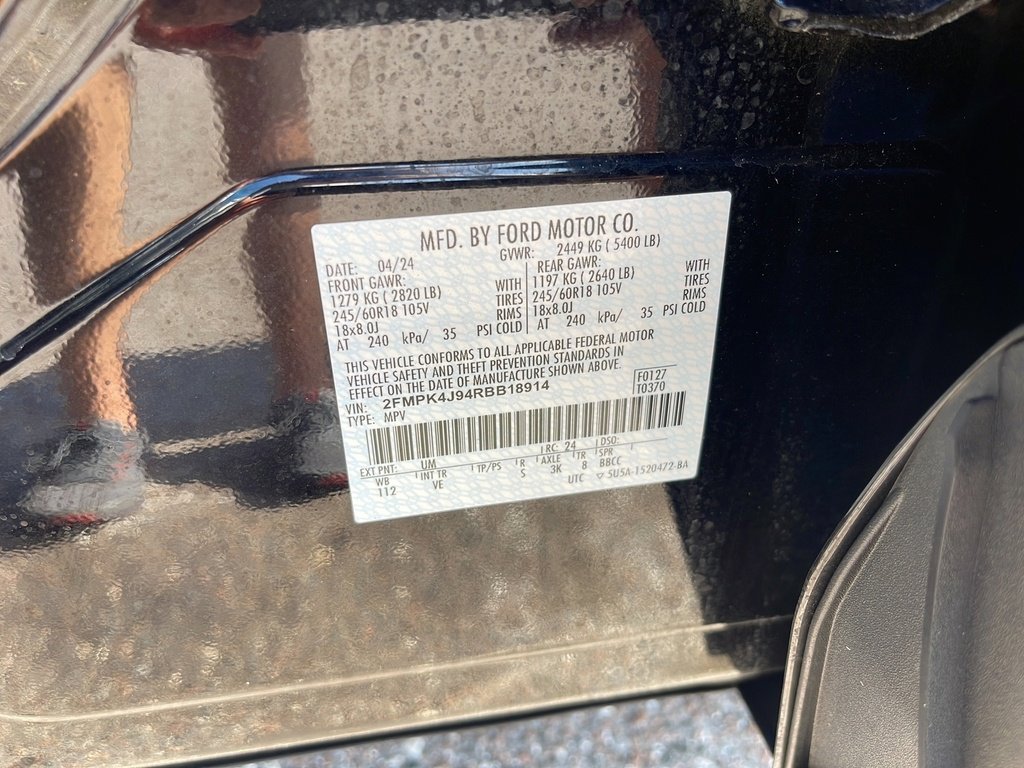 MFD. BY FORD MOTOR CO.
DATE: 04/24 GVWR: 2449 KG ( 5400 LB)
FRONT GAWR: REAR GAWR:
1279 KG ( 2820 LB) WITH 1197 KG ( 2640 LB) WITH
245/60R18 105V TIRES 245/60R18 105V TIRES
18x8.0J RIMS 18x8.0J RIMS
AT 240 kPa/ 35 PSI COLD AT 240 kPa/ 35 PSI COLD
THIS VEHICLE CONFORMS TO ALL APPLICABLE FEDERAL MOTOR
VEHICLE SAFETY AND THEFT PREVENTION STANDARDS IN
EFFECT ON THE DATE OF MANUFACTURE SHOWN ABOVE.
VIN: 2FMPK4J94RBB18914 F0127
TYPE: MPV T0370
EXT PNT: UM RC: 24 DSO:
WB INT TR TP/PS R AXLE TR SPR
112 VE S 3K 8 BBCC
UTC ▽ 5U5A-1520472-BA